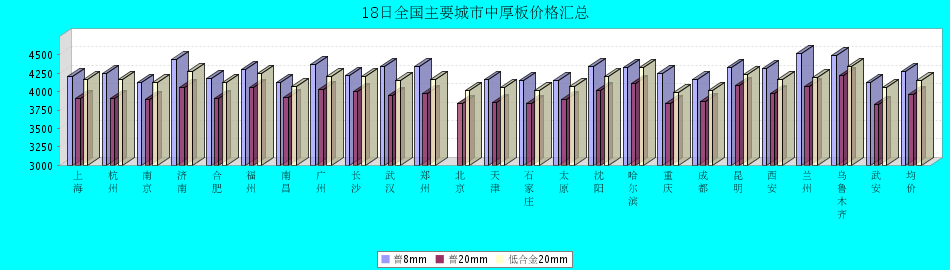 18日全国主要城市中厚板价格汇总
4500
4250
4000
3750
3500
3250
3000
上海
杭州
南京
济南
合肥
福州
南昌
广州
长沙
武汉
郑州
北京
天津
石家庄
太原
沈阳
哈尔滨
重庆
成都
昆明
西安
兰州
乌鲁木齐
武安
均价
普8mm 普20mm 低合金20mm